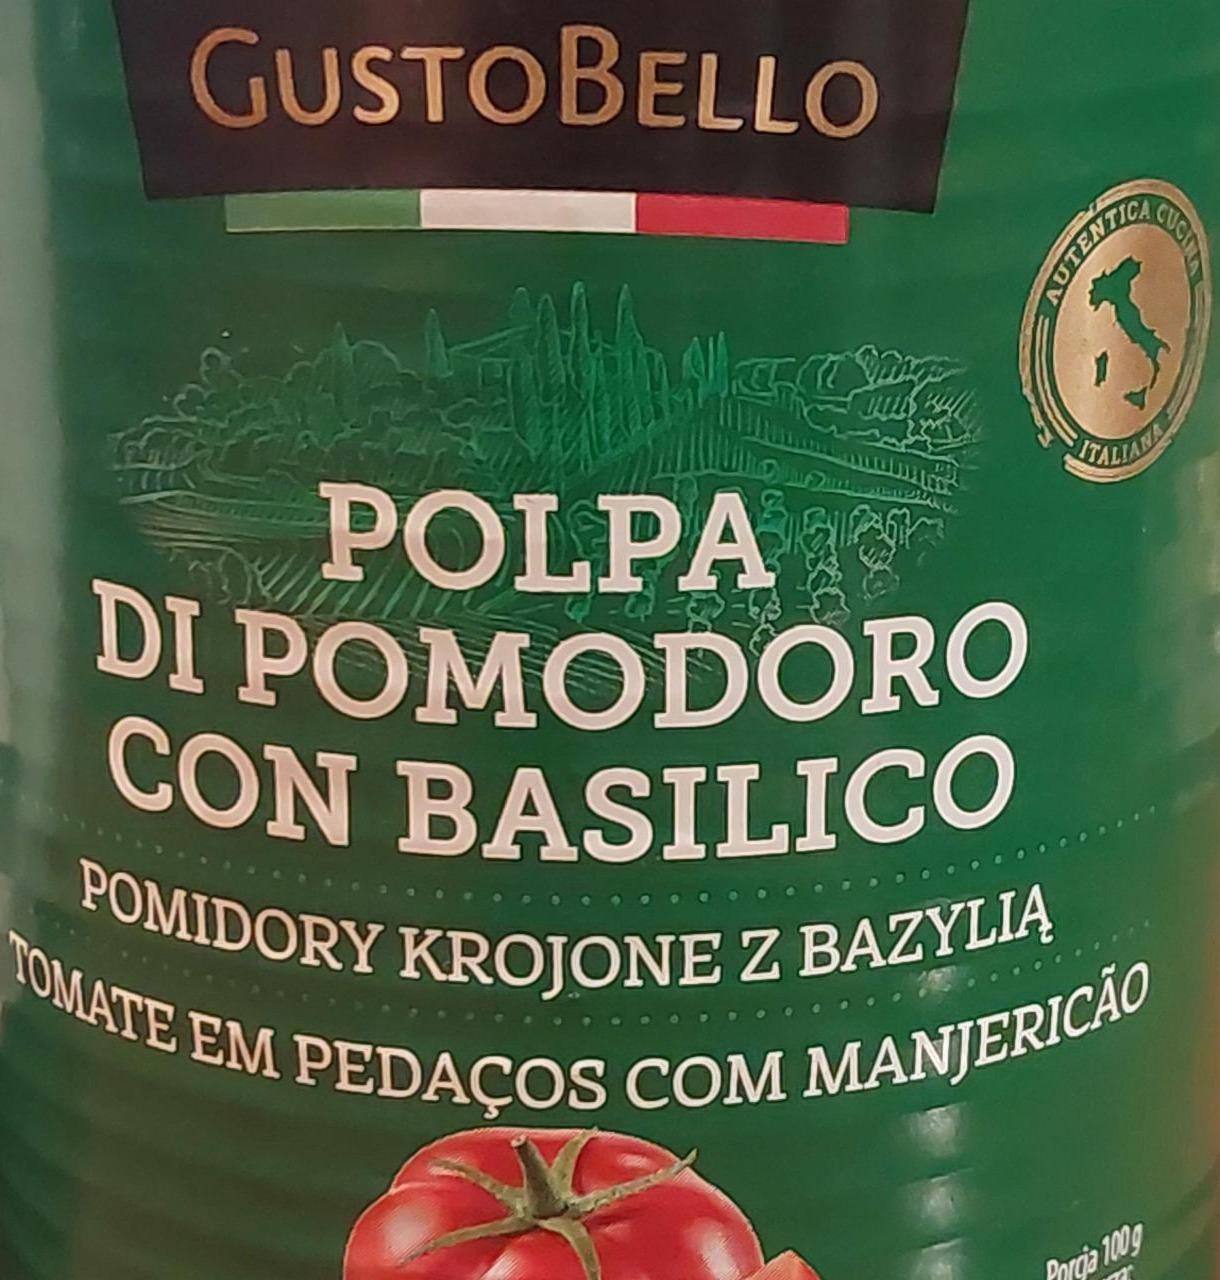 GUSTOBELLO
AUTENTICA CUCINA
ITALIANA
POLPA
DI POMODORO
CON BASILICO
POMIDORY KROJONE Z BAZYLIĄ
TOMATE EM PEDAÇOS COM MANJERICÃO
Porcja 100 g